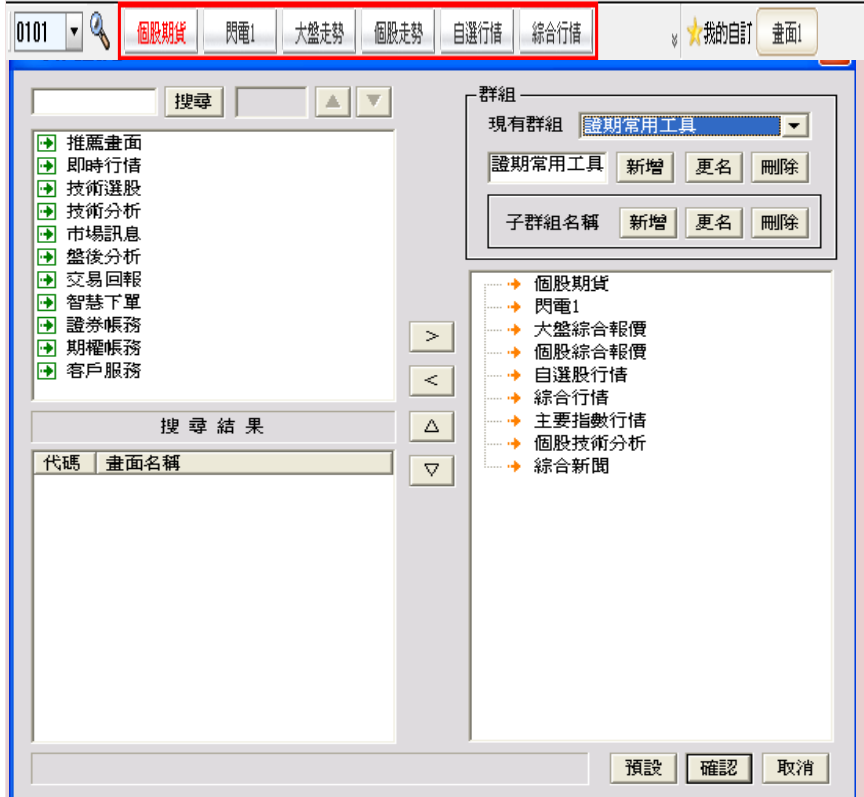 0101 個股期貨 閃電1 大盤走勢 個股走勢 自選行情 綜合行情 » 我的自訂 畫面1
搜尋
推薦畫面
即時行情
技術選股
技術分析
市場訊息
盤後分析
交易回報
智慧下單
證券帳務
期權帳務
客戶服務
搜尋結果
代碼 畫面名稱
>
<
△
▽
群組
現有群組 證期常用工具
證期常用工具 新增 更名 刪除
子群組名稱 新增 更名 刪除
個股期貨
閃電1
大盤綜合報價
個股綜合報價
自選股行情
綜合行情
主要指數行情
個股技術分析
綜合新聞
預設 確認 取消